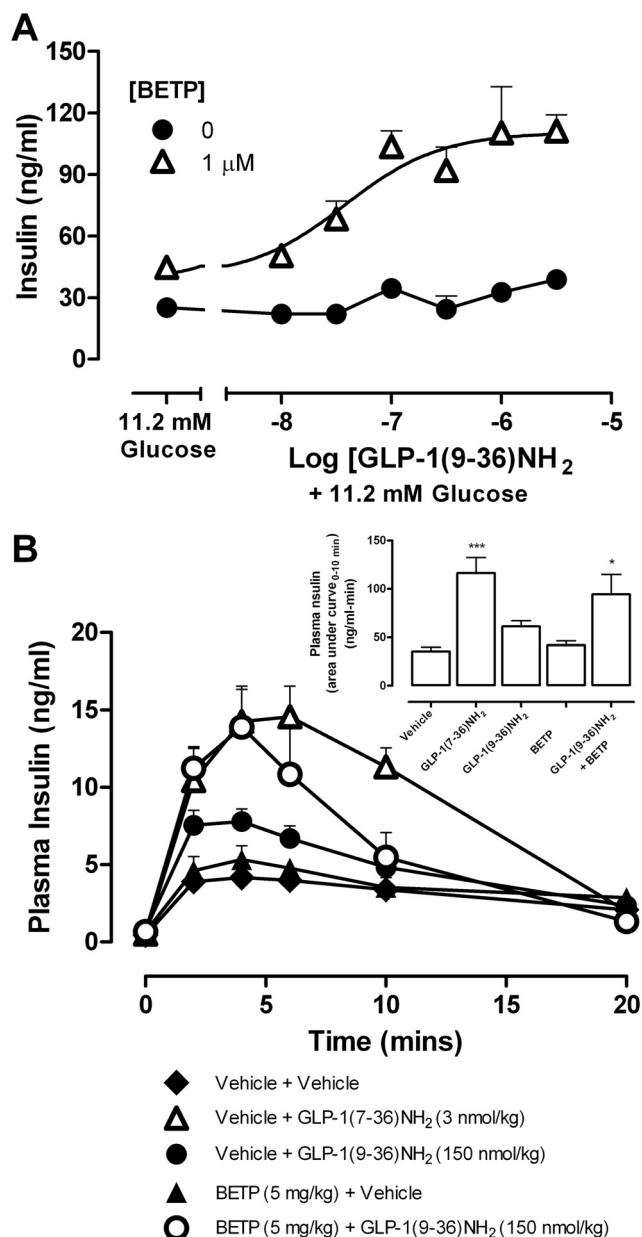 A
[BETP]
0
1 μM
Insulin (ng/ml)
150
120
90
60
30
0
11.2 mM
Glucose
-8
-7
-6
-5
Log [GLP-1(9-36)NH2
+ 11.2 mM Glucose
B
Plasma nsulin
(area under curve0-10 min)
(ng/ml-min)
150
100
50
0
***
*
Vehicle
GLP-1(7-36)NH2
GLP-1(9-36)NH2
BETP
GLP-1(9-36)NH2
+ BETP
Plasma Insulin (ng/ml)
20
15
10
5
0
0
5
10
15
20
Time (mins)
Vehicle + Vehicle
Vehicle + GLP-1(7-36)NH2 (3 nmol/kg)
Vehicle + GLP-1(9-36)NH2 (150 nmol/kg)
BETP (5 mg/kg) + Vehicle
BETP (5 mg/kg) + GLP-1(9-36)NH2 (150 nmol/kg)